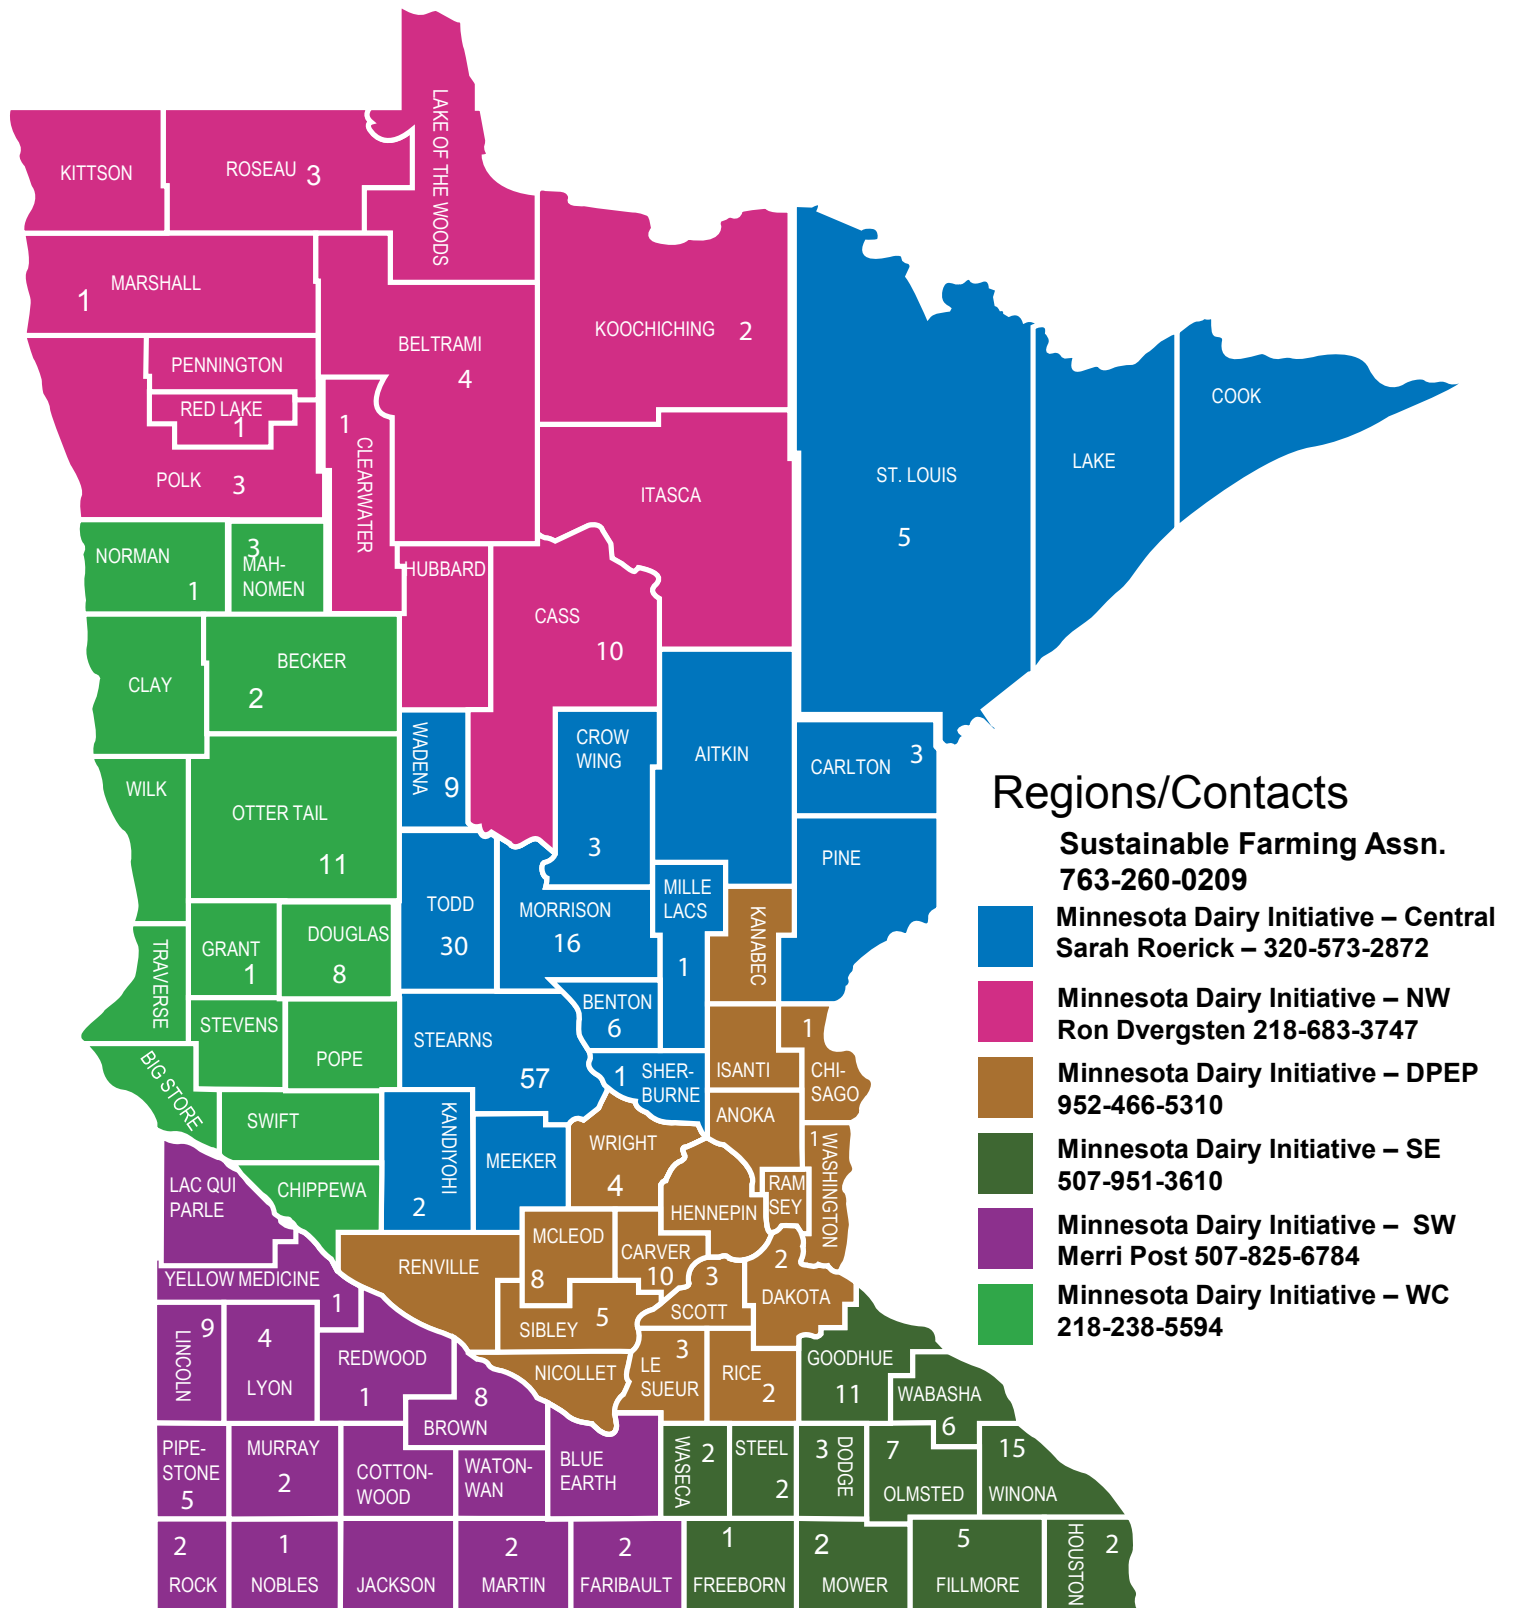 LAKE OF THE WOODS
KITTSON
ROSEAU 3
MARSHALL
1
KOOCHICHING 2
BELTRAMI
4
PENNINGTON
RED LAKE
1
1
CLEARWATER
POLK 3
ITASCA
ST. LOUIS
5
LAKE
COOK
NORMAN
1
3
MAH-
NOMEN
HUBBARD
CASS
10
CLAY
BECKER
2
WADENA
9
CROW
WING
3
AITKIN
CARLTON 3
WILK
OTTER TAIL
11
PINE
TODD
30
MORRISON
16
MILLE
LACS
1
KANABEC
TRAVERSE
GRANT
1
DOUGLAS
8
STEVENS
POPE
STEARNS
57
BENTON
6
1
SHER-
BURNE
ISANTI
1
CHI-
SAGO
BIG STORE
SWIFT
KANDIYOHI
2
MEEKER
WRIGHT
4
ANOKA
1
WASHINGTON
RAM
SEY
HENNEPIN
LAC QUI
PARLE
CHIPPEWA
MCLEOD
8
CARVER
10
RENVILLE
YELLOW MEDICINE
1
SIBLEY 5
3
SCOTT
2
DAKOTA
LINCOLN
9
4
LYON
REDWOOD
1
8
BROWN
NICOLLET
3
LE
SUEUR
RICE
2
GOODHUE
11
WABASHA
6
PIPE-
STONE
5
MURRAY
2
COTTON-
WOOD
WATON-
WAN
BLUE
EARTH
WASECA
2
STEEL
2
3
DODGE
7
OLMSTED
15
WINONA
2
ROCK
1
NOBLES
JACKSON
2
MARTIN
2
FARIBAULT
1
FREEBORN
2
MOWER
5
FILLMORE
HOUSTON
2
Regions/Contacts
Sustainable Farming Assn.
763-260-0209
Minnesota Dairy Initiative – Central
Sarah Roerick – 320-573-2872
Minnesota Dairy Initiative – NW
Ron Dvergsten 218-683-3747
Minnesota Dairy Initiative – DPEP
952-466-5310
Minnesota Dairy Initiative – SE
507-951-3610
Minnesota Dairy Initiative – SW
Merri Post 507-825-6784
Minnesota Dairy Initiative – WC
218-238-5594